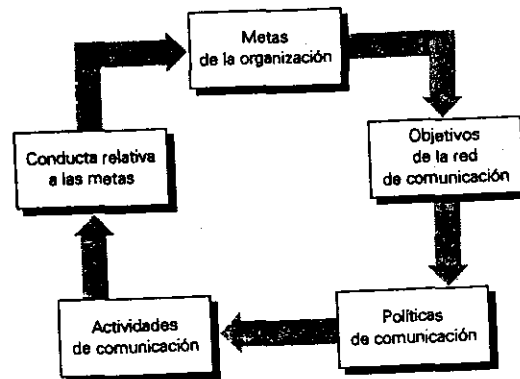 Metas
de la organización
Objetivos
de la red
de comunicación
Políticas
de comunicación
Actividades
de comunicación
Conducta relativa
a las metas